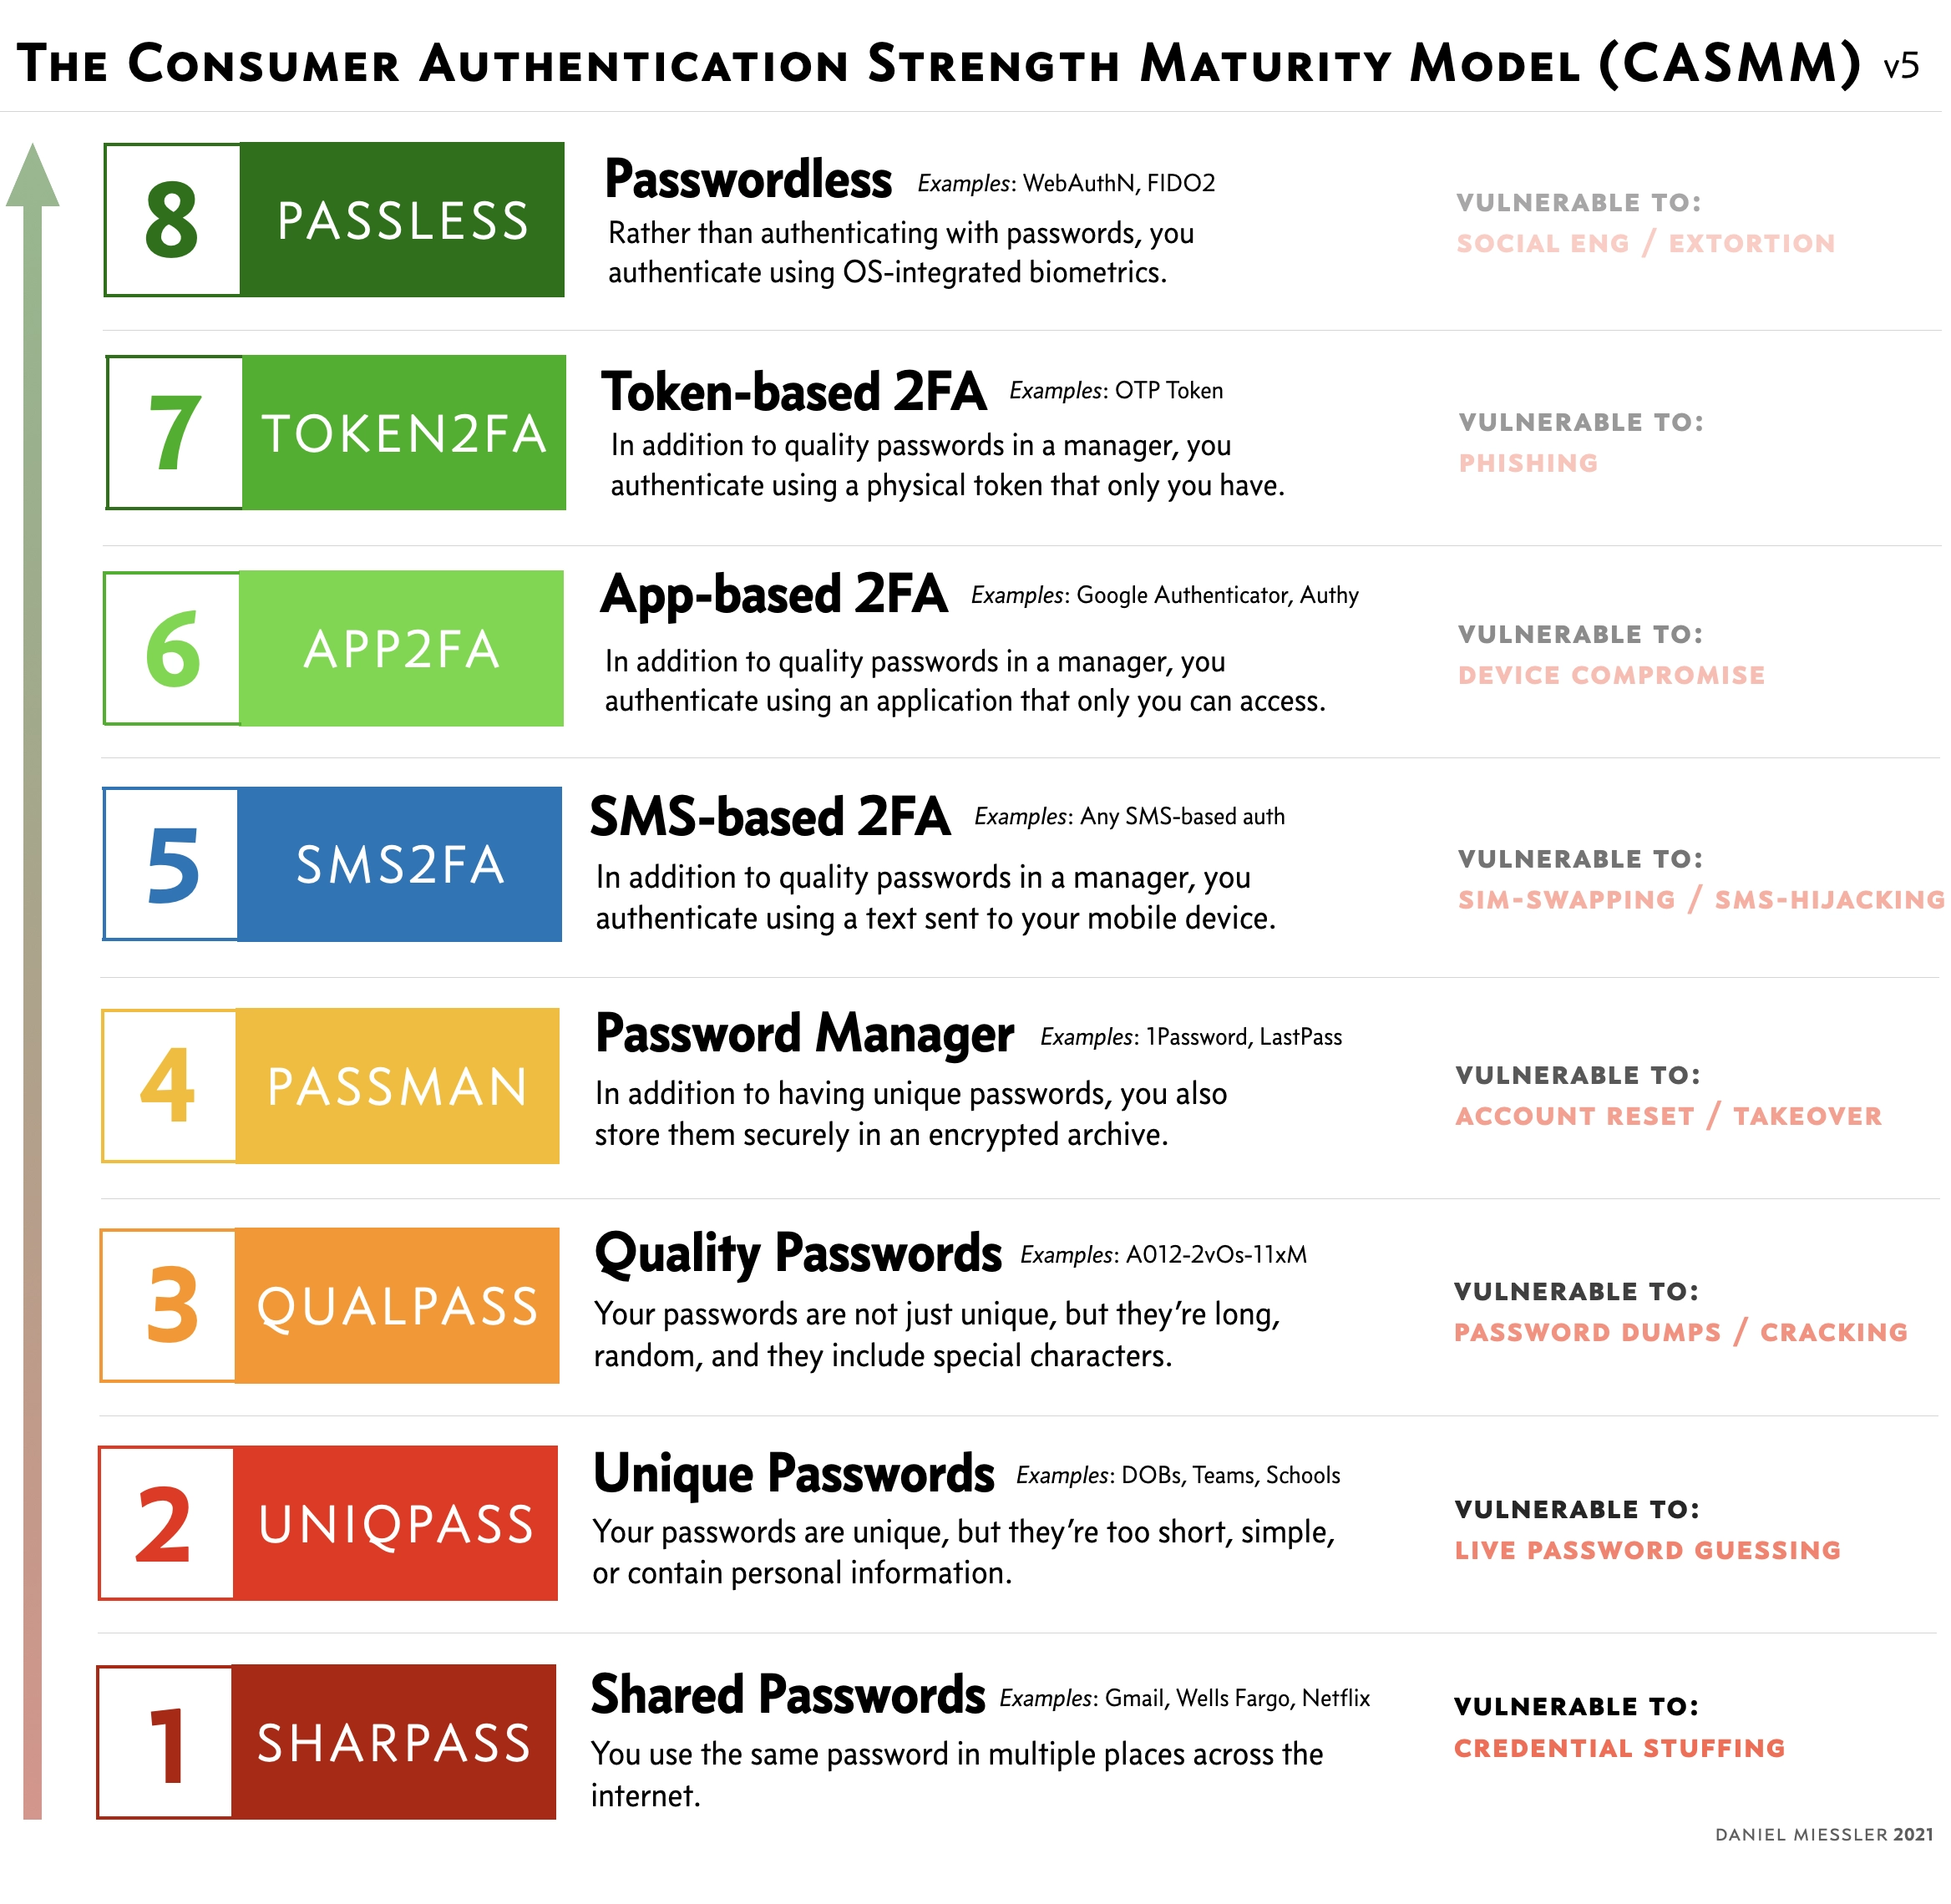 The Consumer Authentication Strength Maturity Model (CASMM) v5
8 PASSLESS
Passwordless Examples: WebAuthN, FIDO2
Rather than authenticating with passwords, you
authenticate using OS-integrated biometrics.
VULNERABLE TO:
SOCIAL ENG / EXTORTION
7 TOKEN2FA
Token-based 2FA Examples: OTP Token
In addition to quality passwords in a manager, you
authenticate using a physical token that only you have.
VULNERABLE TO:
PHISHING
6 APP2FA
App-based 2FA Examples: Google Authenticator, Authy
In addition to quality passwords in a manager, you
authenticate using an application that only you can access.
VULNERABLE TO:
DEVICE COMPROMISE
5 SMS2FA
SMS-based 2FA Examples: Any SMS-based auth
In addition to quality passwords in a manager, you
authenticate using a text sent to your mobile device.
VULNERABLE TO:
SIM-SWAPPING / SMS-HIJACKING
4 PASSMAN
Password Manager Examples: 1Password, LastPass
In addition to having unique passwords, you also
store them securely in an encrypted archive.
VULNERABLE TO:
ACCOUNT RESET / TAKEOVER
3 QUALPASS
Quality Passwords Examples: A012-2vOs-11xM
Your passwords are not just unique, but they’re long,
random, and they include special characters.
VULNERABLE TO:
PASSWORD DUMPS / CRACKING
2 UNIQPASS
Unique Passwords Examples: DOBs, Teams, Schools
Your passwords are unique, but they’re too short, simple,
or contain personal information.
VULNERABLE TO:
LIVE PASSWORD GUESSING
1 SHARPASS
Shared Passwords Examples: Gmail, Wells Fargo, Netflix
You use the same password in multiple places across the
internet.
VULNERABLE TO:
CREDENTIAL STUFFING
DANIEL MIESSLER 2021